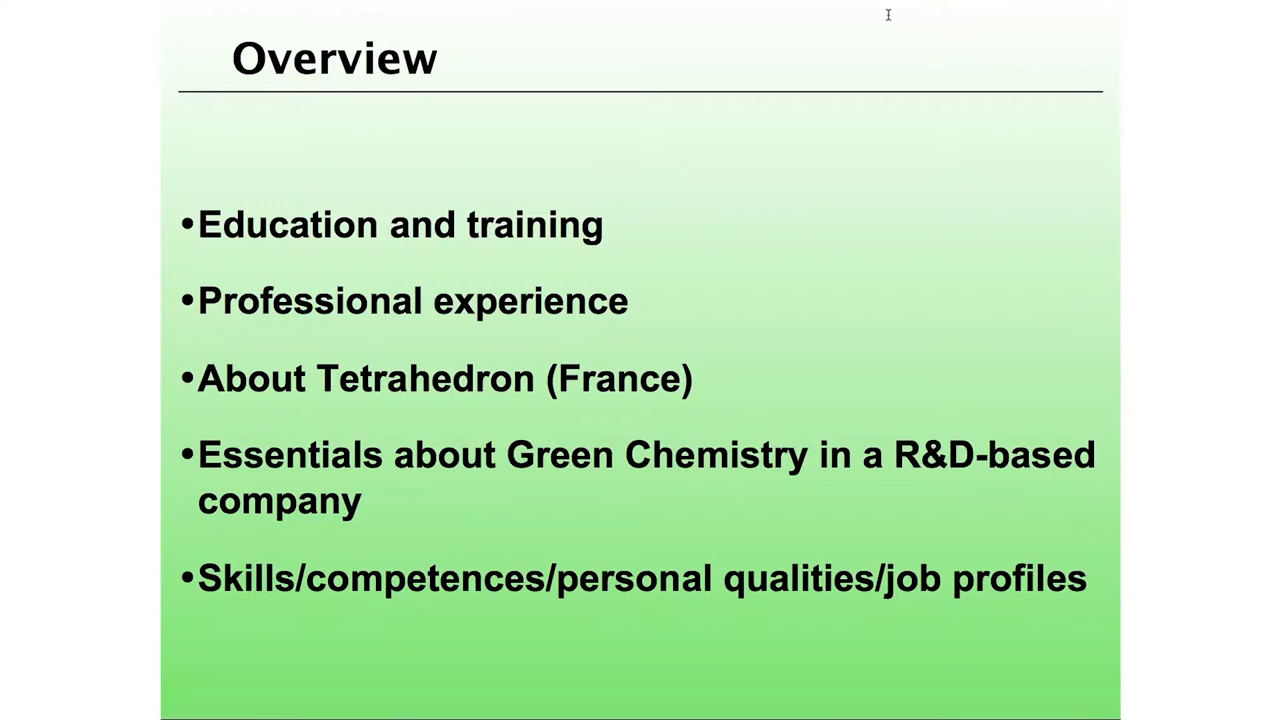 Overview
•Education and training
•Professional experience
•About Tetrahedron (France)
•Essentials about Green Chemistry in a R&D-based
company
•Skills/competences/personal qualities/job profiles